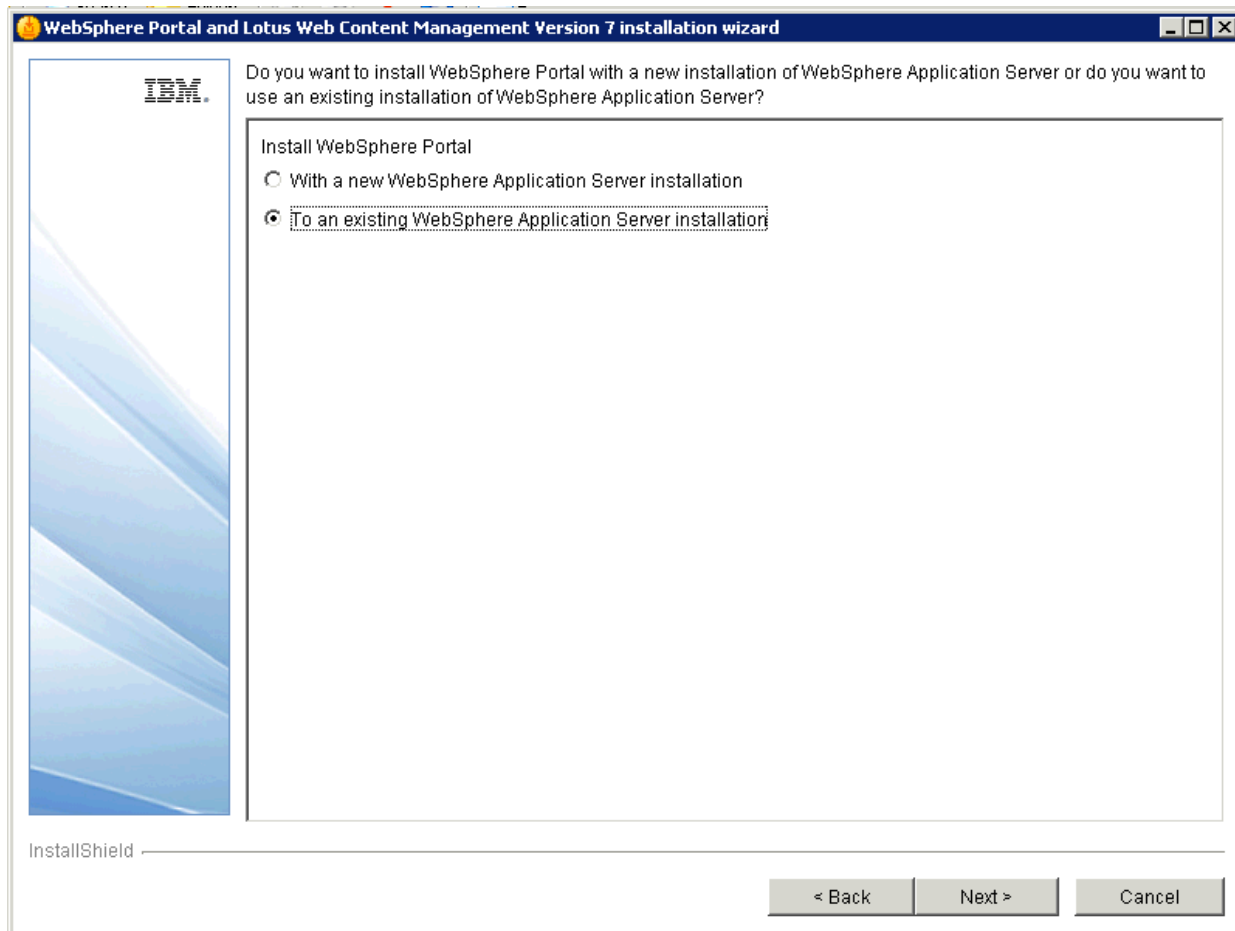 WebSphere Portal and Lotus Web Content Management Version 7 installation wizard
IBM.
Do you want to install WebSphere Portal with a new installation of WebSphere Application Server or do you want to
use an existing installation of WebSphere Application Server?
Install WebSphere Portal
With a new WebSphere Application Server installation
To an existing WebSphere Application Server installation
InstallShield
< Back
Next >
Cancel